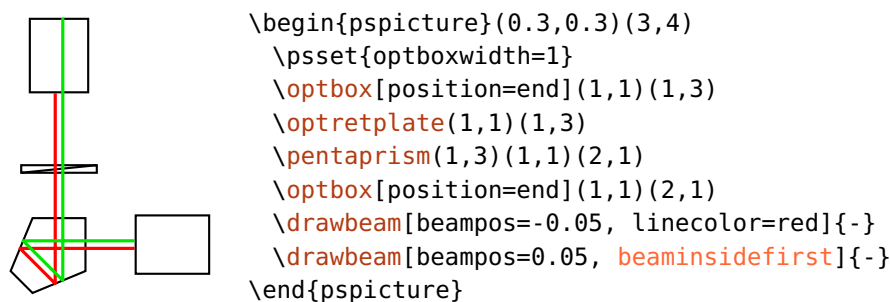 \begin{pspicture}(0.3,0.3)(3,4)
  \psset{optboxwidth=1}
  \optbox[position=end](1,1)(1,3)
  \optretplate(1,1)(1,3)
  \pentaprism(1,3)(1,1)(2,1)
  \optbox[position=end](1,1)(2,1)
  \drawbeam[beampos=-0.05, linecolor=red]{-}
  \drawbeam[beampos=0.05, beaminsidefirst]{-}
\end{pspicture}